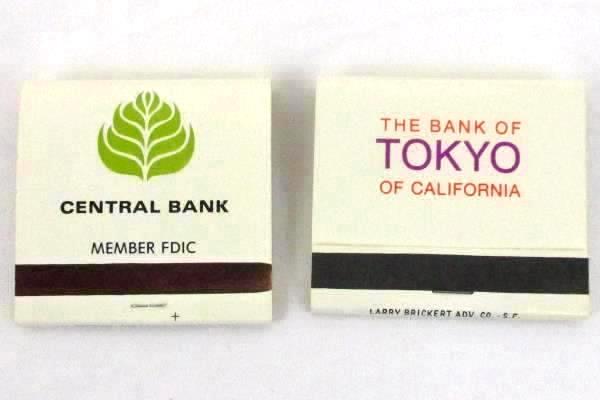 CENTRAL BANK
MEMBER FDIC
THE BANK OF
TOKYO
OF CALIFORNIA
LARRY BRICKERT ADV. CO. - S.F.